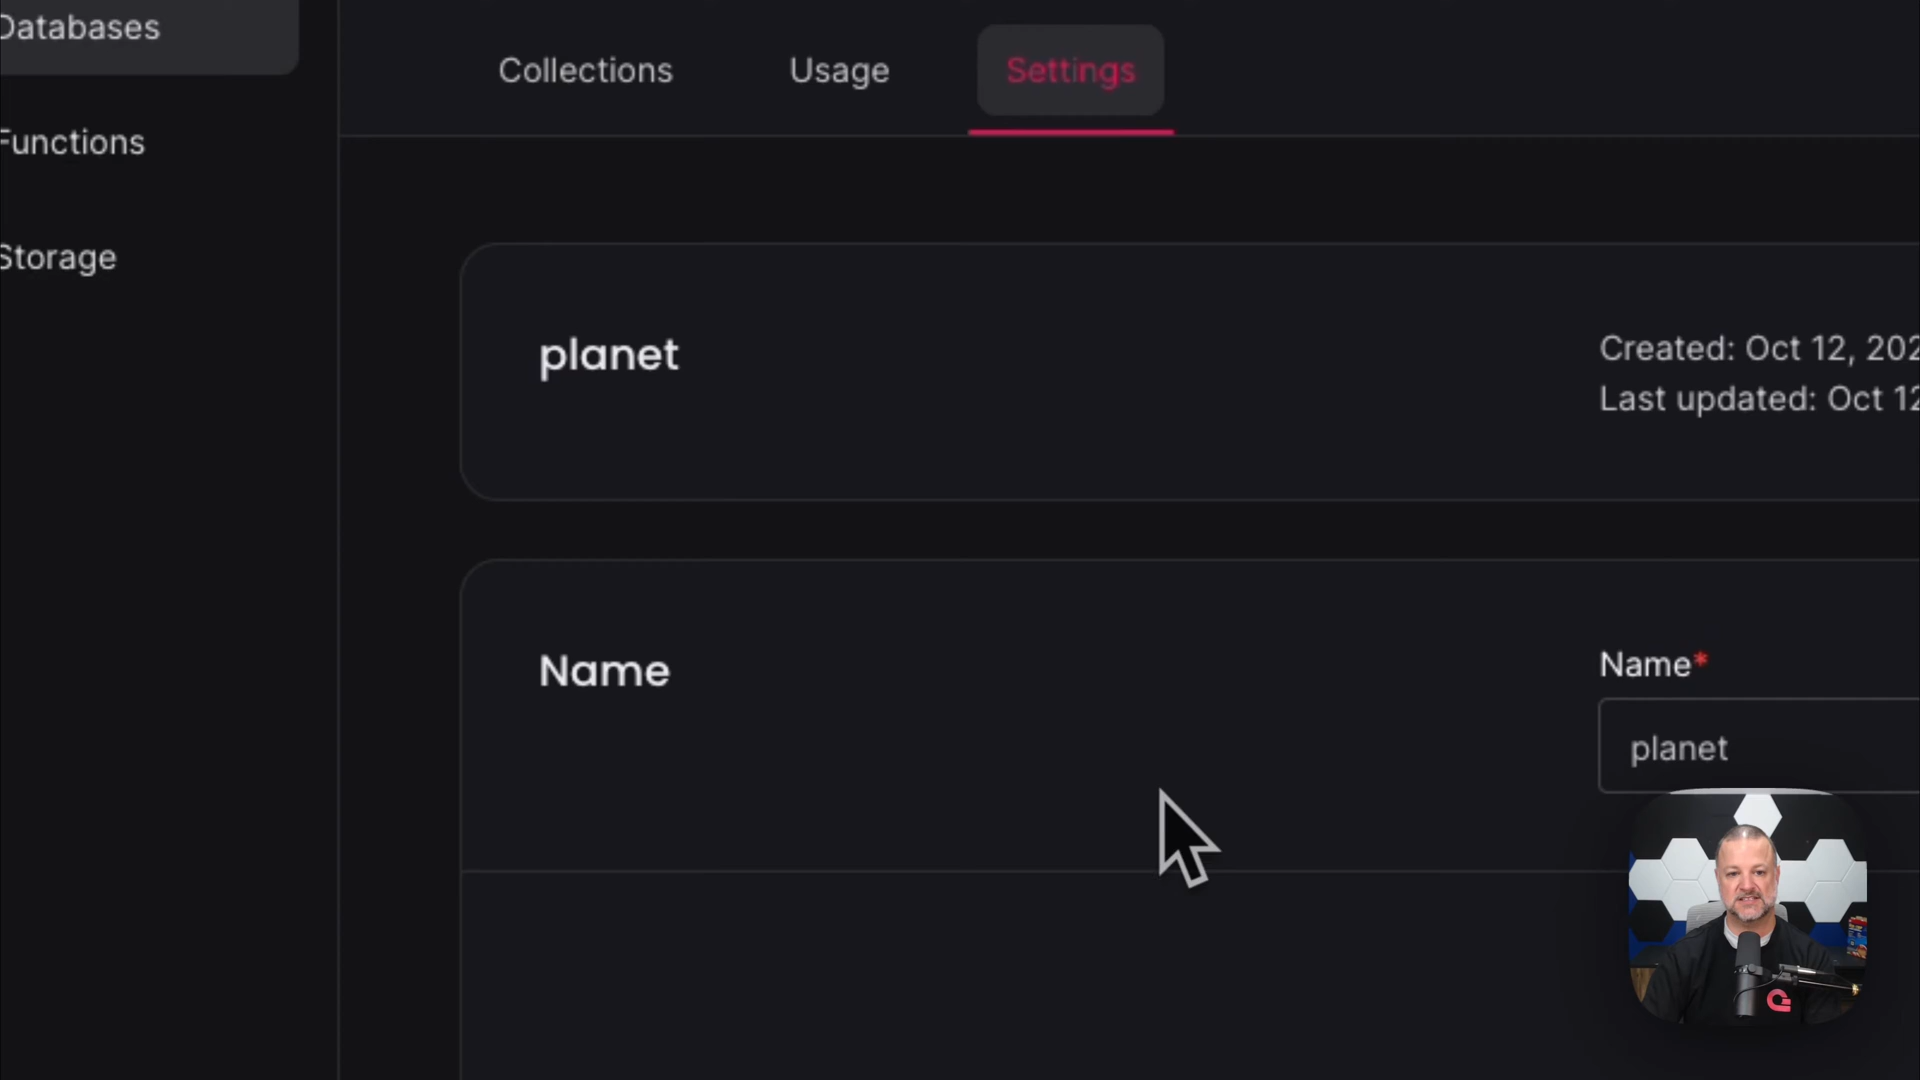 Databases
Functions
Storage
Collections
Usage
Settings
planet
Created: Oct 12, 202
Last updated: Oct 12
Name
Name*
planet